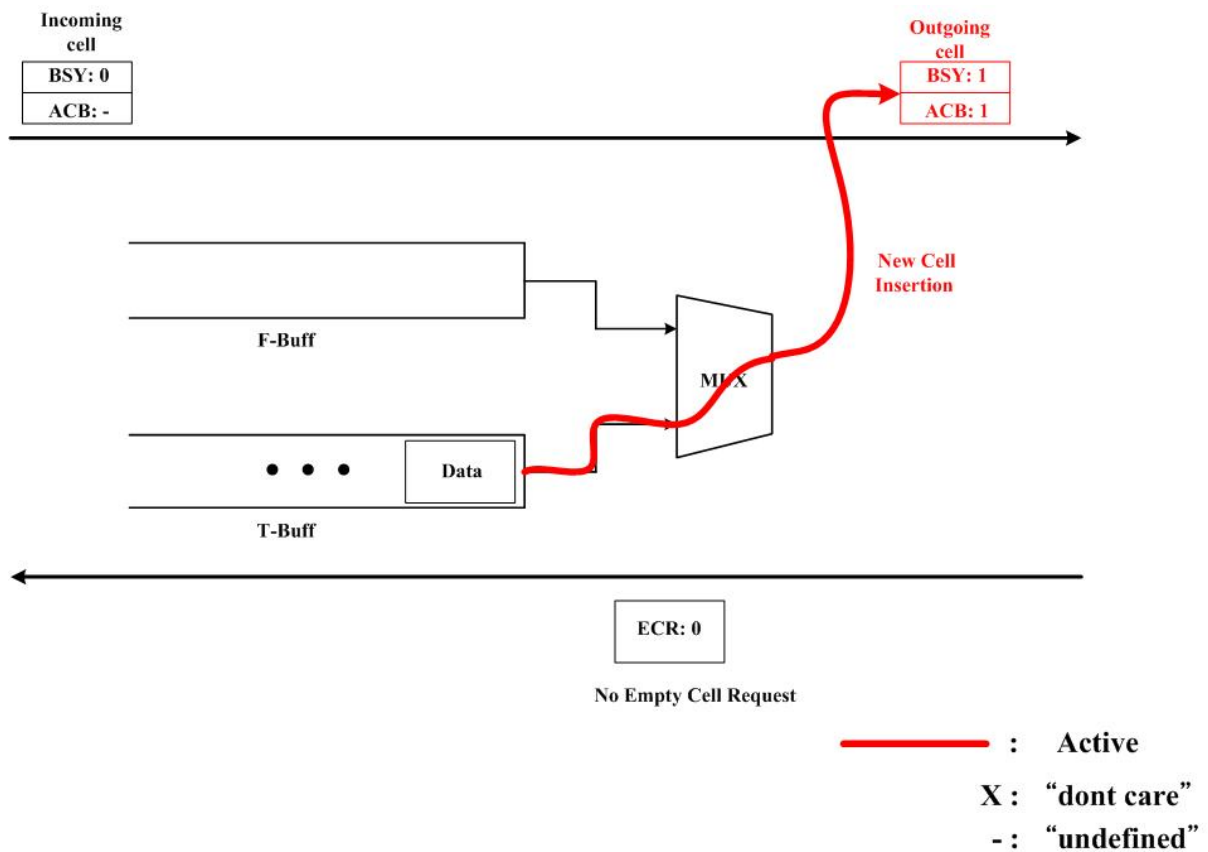 Incoming
cell
BSY: 0
ACB: -
Outgoing
cell
BSY: 1
ACB: 1
New Cell
Insertion
F-Buff
MUX
Data
T-Buff
ECR: 0
No Empty Cell Request
: Active
X : “dont care”
- : “undefined”